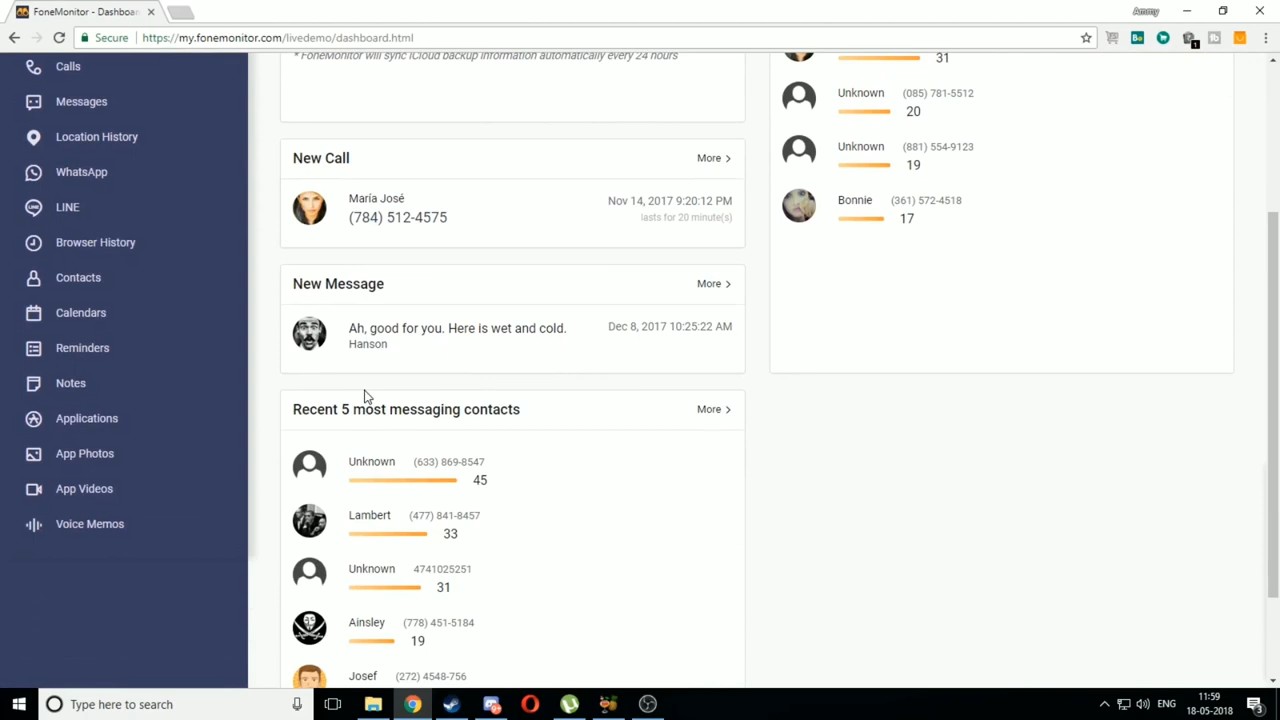 FoneMonitor - Dashboar
Ammy
Secure
https://my.fonemonitor.com/livedemo/dashboard.html
1
Calls
Messages
Location History
WhatsApp
LINE
LINE
Browser History
Contacts
Calendars
Reminders
Notes
Applications
App Photos
App Videos
Voice Memos
* FoneMonitor will sync iCloud backup information automatically every 24 hours
New Call
More >
María José
(784) 512-4575
Nov 14, 2017 9:20:12 PM
lasts for 20 minute(s)
New Message
More >
Ah, good for you. Here is wet and cold.
Hanson
Dec 8, 2017 10:25:22 AM
Recent 5 most messaging contacts
More >
Unknown (633) 869-8547
45
Lambert (477) 841-8457
33
Unknown 4741025251
31
Ainsley (778) 451-5184
19
Josef (272) 4548-756
31
Unknown (085) 781-5512
20
Unknown (881) 554-9123
19
Bonnie (361) 572-4518
17
Type here to search
ENG
11:59
18-05-2018
3